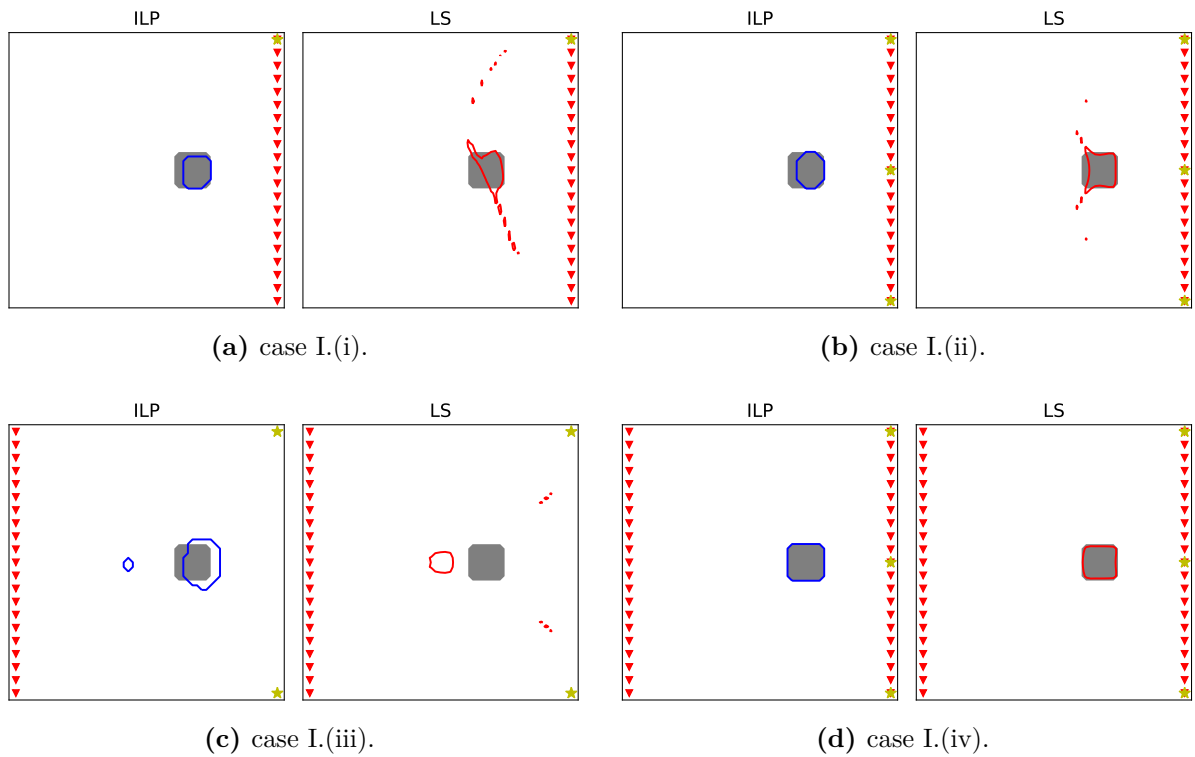 ILP LS ILP LS
(a) case I.(i). (b) case I.(ii).
ILP LS ILP LS
(c) case I.(iii). (d) case I.(iv).